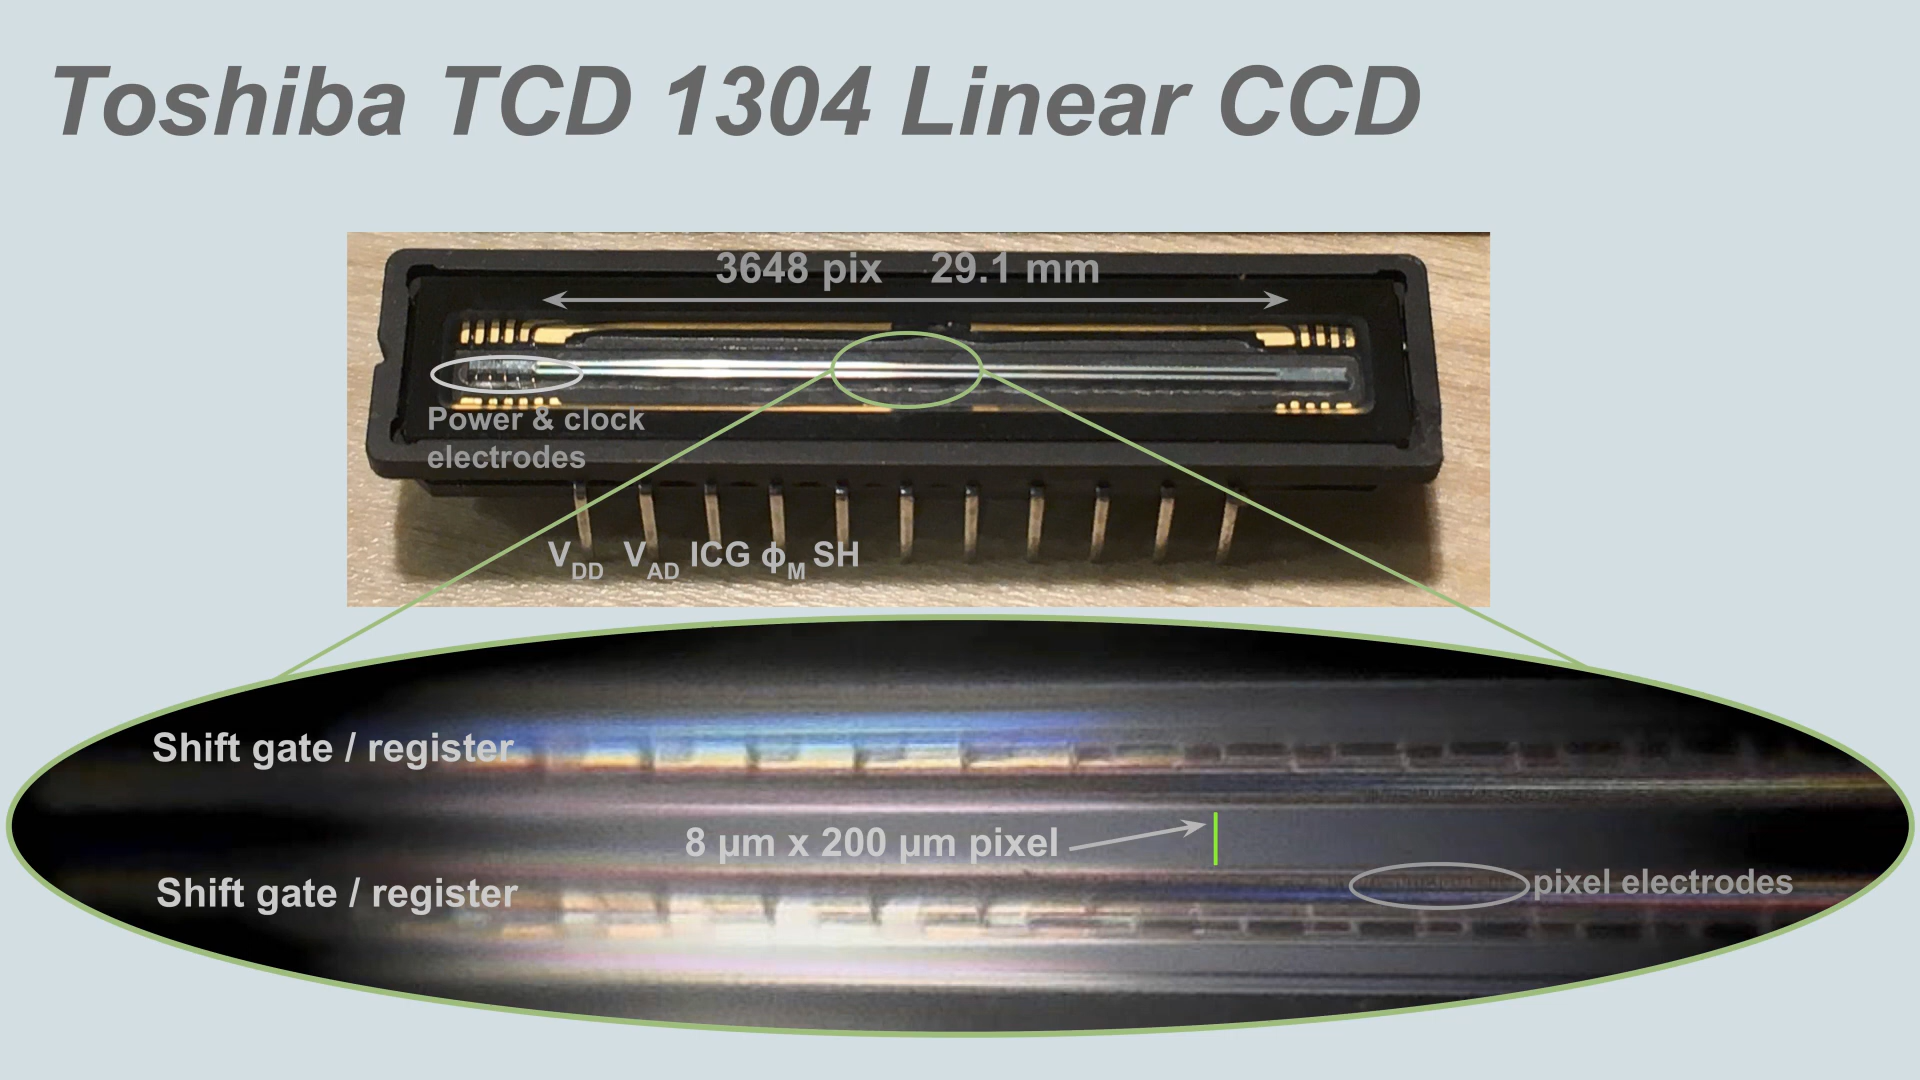 Toshiba TCD 1304 Linear CCD
3648 pix 29.1 mm
Power & clock
electrodes
VDD VAD ICG ϕM SH
Shift gate / register
8 µm x 200 µm pixel
Shift gate / register
pixel electrodes